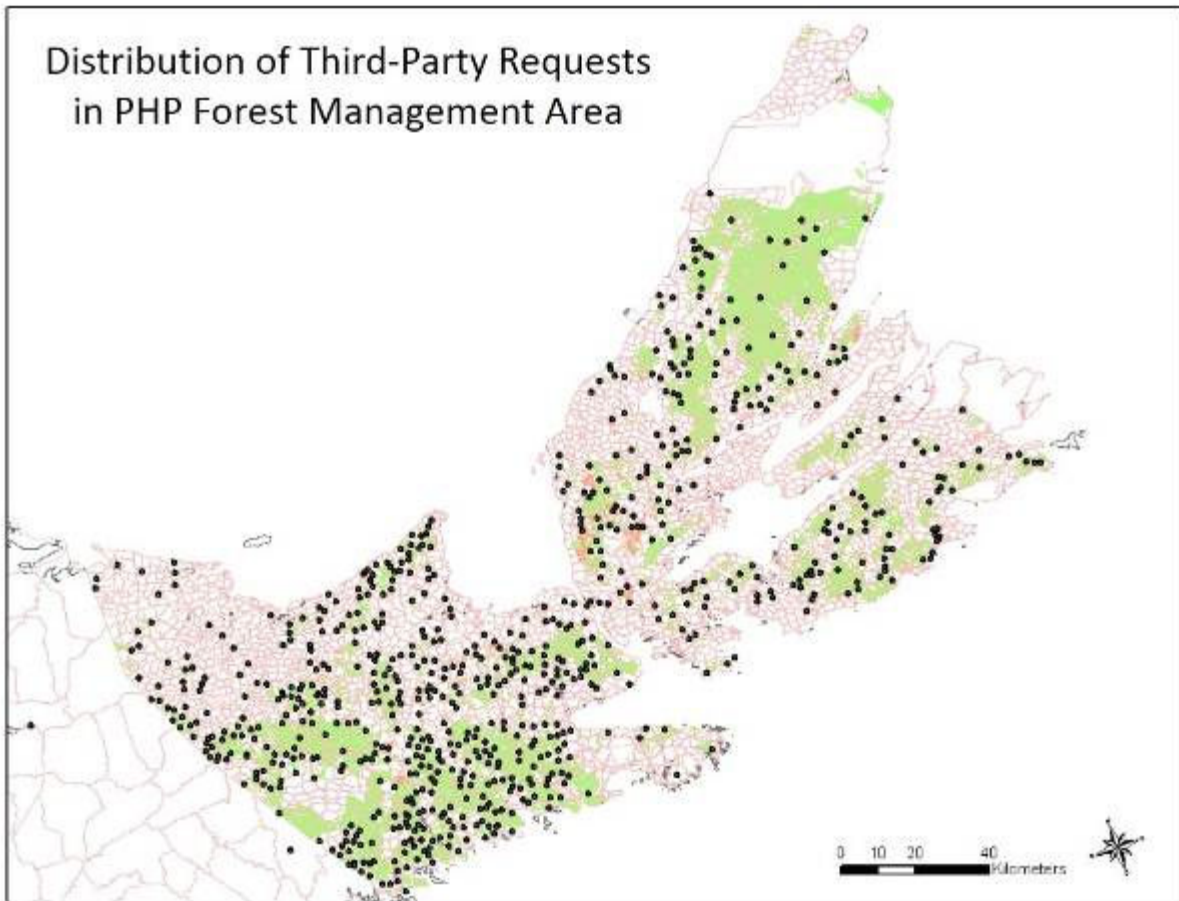 Distribution of Third-Party Requests
in PHP Forest Management Area
0 10 20 40
Kilometers